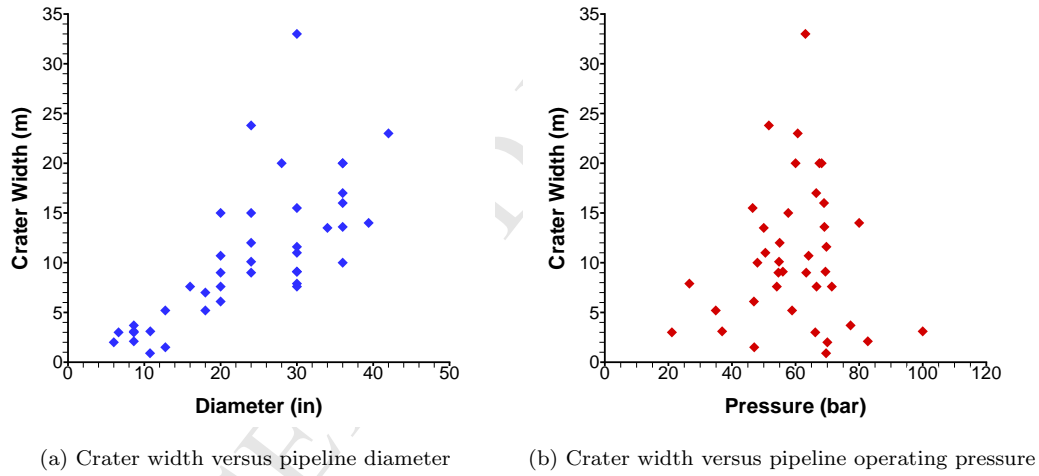 35
30
25
20
15
10
5
0
Crater Width (m)
0 10 20 30 40 50
Diameter (in)
(a) Crater width versus pipeline diameter
35
30
25
20
15
10
5
0
Crater Width (m)
0 20 40 60 80 100 120
Pressure (bar)
(b) Crater width versus pipeline operating pressure